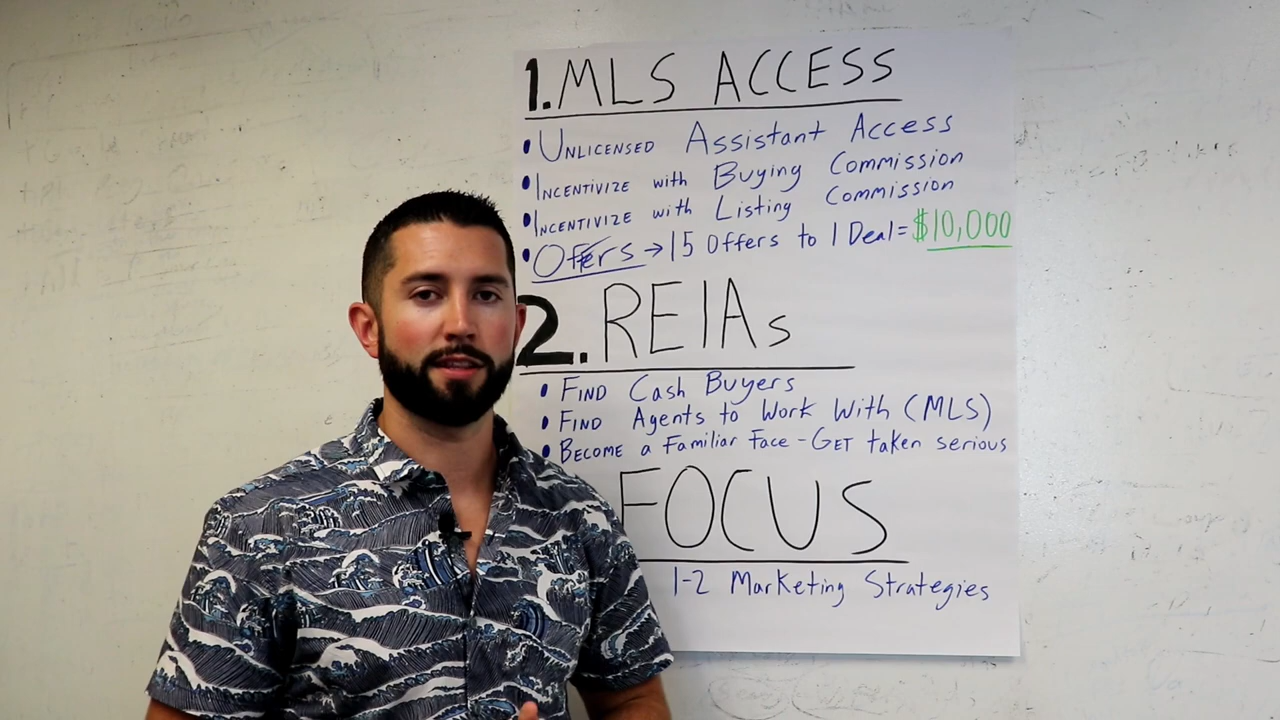 1. MLS ACCESS
• UNLICENSED Assistant Access
• INCENTIVIZE with Buying Commission
• INCENTIVIZE with Listing Commission
• Offers → 15 Offers to 1 Deal = $10,000
2. REIAs
• FIND Cash Buyers
• FIND Agents to Work With (MLS)
• BECOME a Familiar Face - GET taken serious
FOCUS
1-2 Marketing Strategies